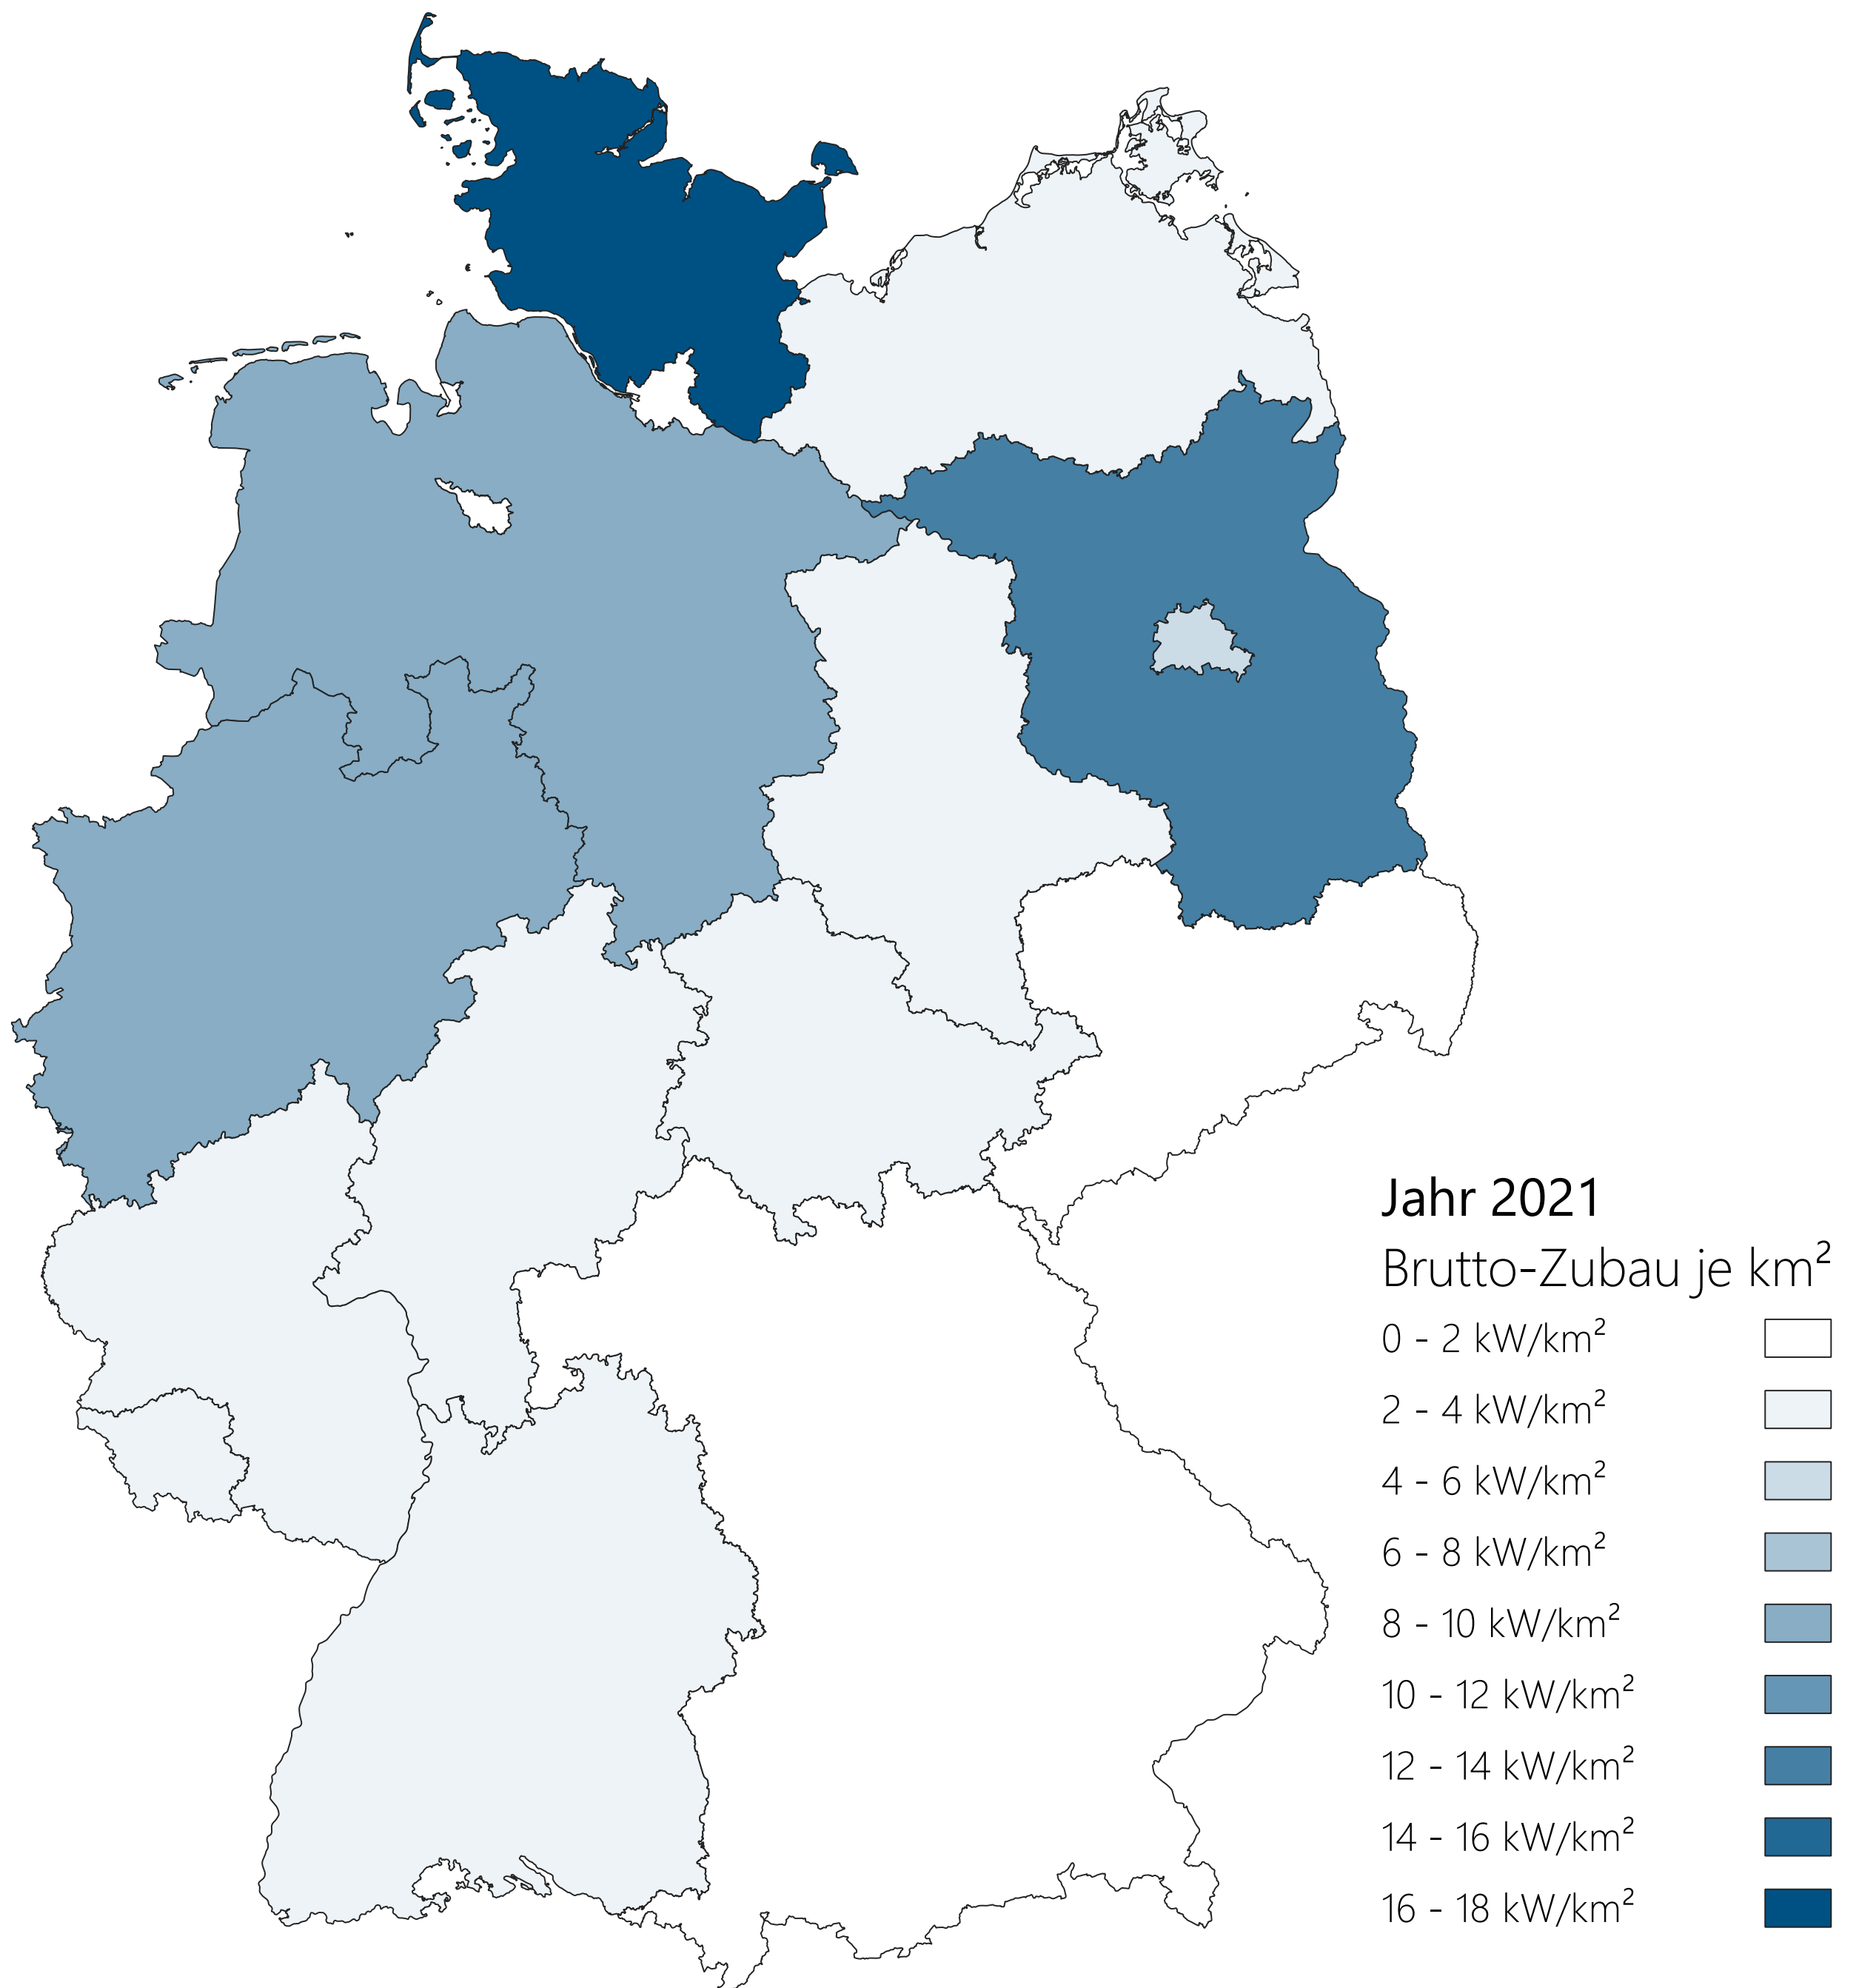 Jahr 2021
Brutto-Zubau je km²
0 - 2 kW/km²
2 - 4 kW/km²
4 - 6 kW/km²
6 - 8 kW/km²
8 - 10 kW/km²
10 - 12 kW/km²
12 - 14 kW/km²
14 - 16 kW/km²
16 - 18 kW/km²